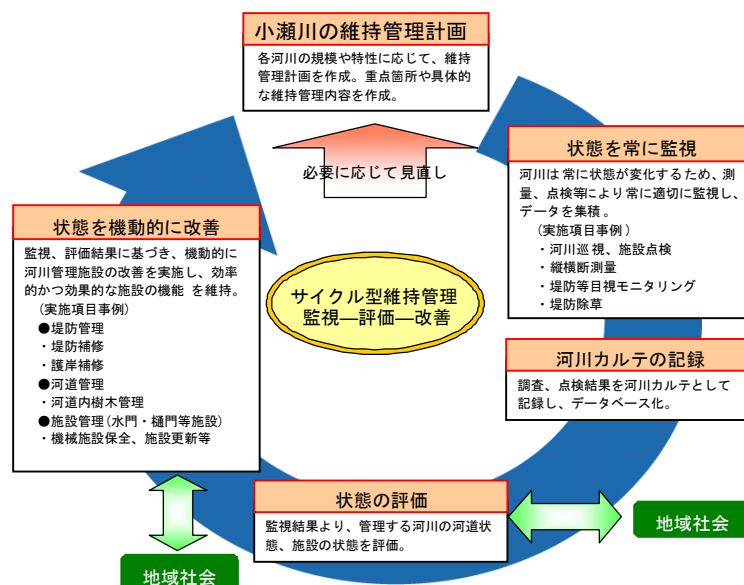 小瀬川の維持管理計画
各河川の規模や特性に応じて、維持
管理計画を作成。重点箇所や具体的
な維持管理内容を作成。
必要に応じて見直し
状態を常に監視
河川は常に状態が変化するため、測
量、点検等により常に適切に監視し、
データを集積。
(実施項目事例)
・河川巡視、施設点検
・縦横断測量
・堤防等目視モニタリング
・堤防除草
河川カルテの記録
調査、点検結果を河川カルテとして
記録し、データベース化。
状態の評価
監視結果より、管理する河川の河道状
態、施設の状態を評価。
地域社会
状態を機動的に改善
監視、評価結果に基づき、機動的に
河川管理施設の改善を実施し、効率
的かつ効果的な施設の機能 を維持。
(実施項目事例)
●堤防管理
・堤防補修
・護岸補修
●河道管理
・河道内樹木管理
●施設管理(水門・樋門等施設)
・機械施設保全、施設更新等
地域社会
サイクル型維持管理
監視―評価―改善